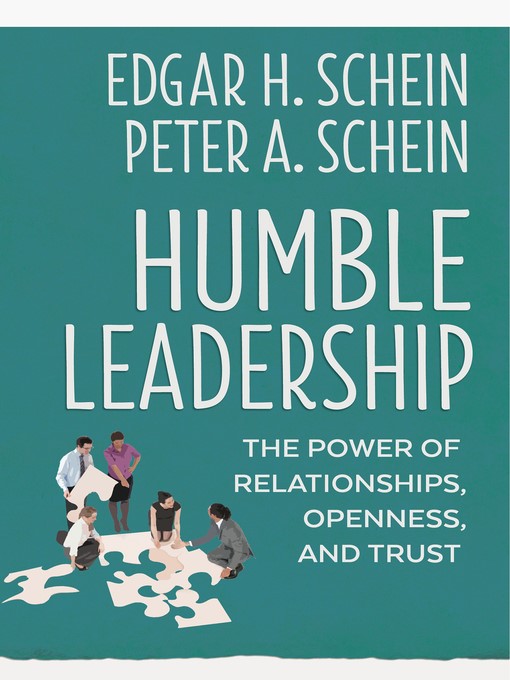 EDGAR H. SCHEIN
PETER A. SCHEIN
HUMBLE
LEADERSHIP
THE POWER OF
RELATIONSHIPS,
OPENNESS,
AND TRUST